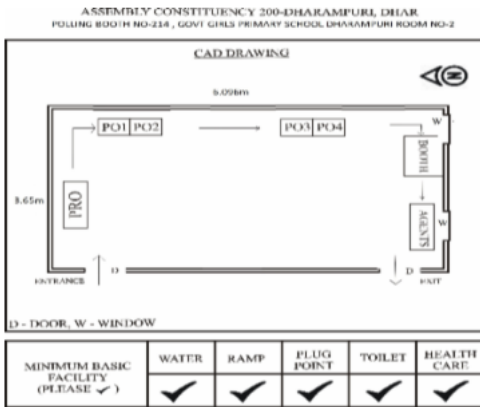 ASSEMBLY CONSTITUENCY 200-DHARAMPURI, DHAR
POLLING BOOTH NO-214 , GOVT GIRLS PRIMARY SCHOOL DHARAMPURI ROOM NO-2
CAD DRAWING
N
6.096m
W
PO1 PO2
PO3 PO4
BOOTH
3.65m
PRO
AGENTS
W
ENTRANCE
D
D
EXIT
D - DOOR, W - WINDOW
MINIMUM BASIC FACILITY (PLEASE ✓ )
WATER
RAMP
PLUG POINT
TOILET
HEALTH CARE
✓ ✓ ✓ ✓ ✓